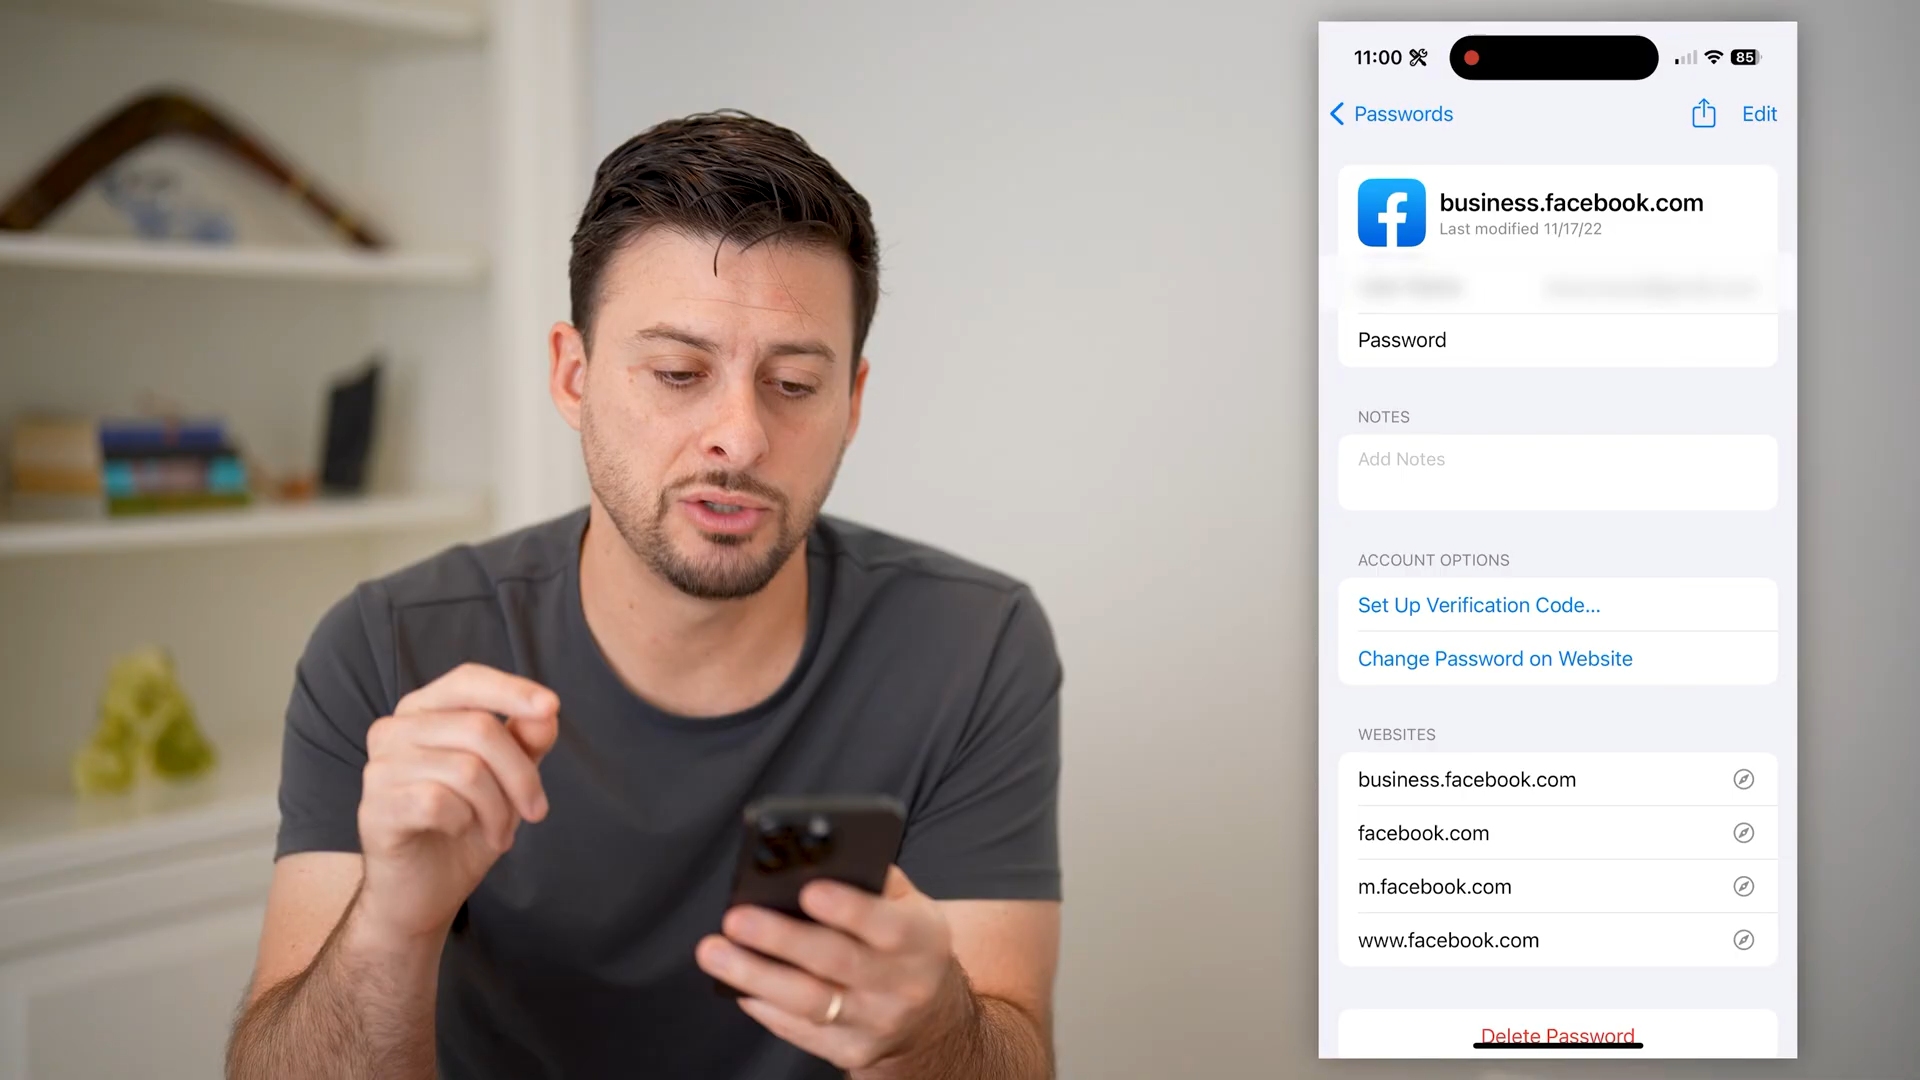 11:00
85
Passwords
Edit
business.facebook.com
Last modified 11/17/22
Password
NOTES
Add Notes
ACCOUNT OPTIONS
Set Up Verification Code...
Change Password on Website
WEBSITES
business.facebook.com
facebook.com
m.facebook.com
www.facebook.com
Delete Password